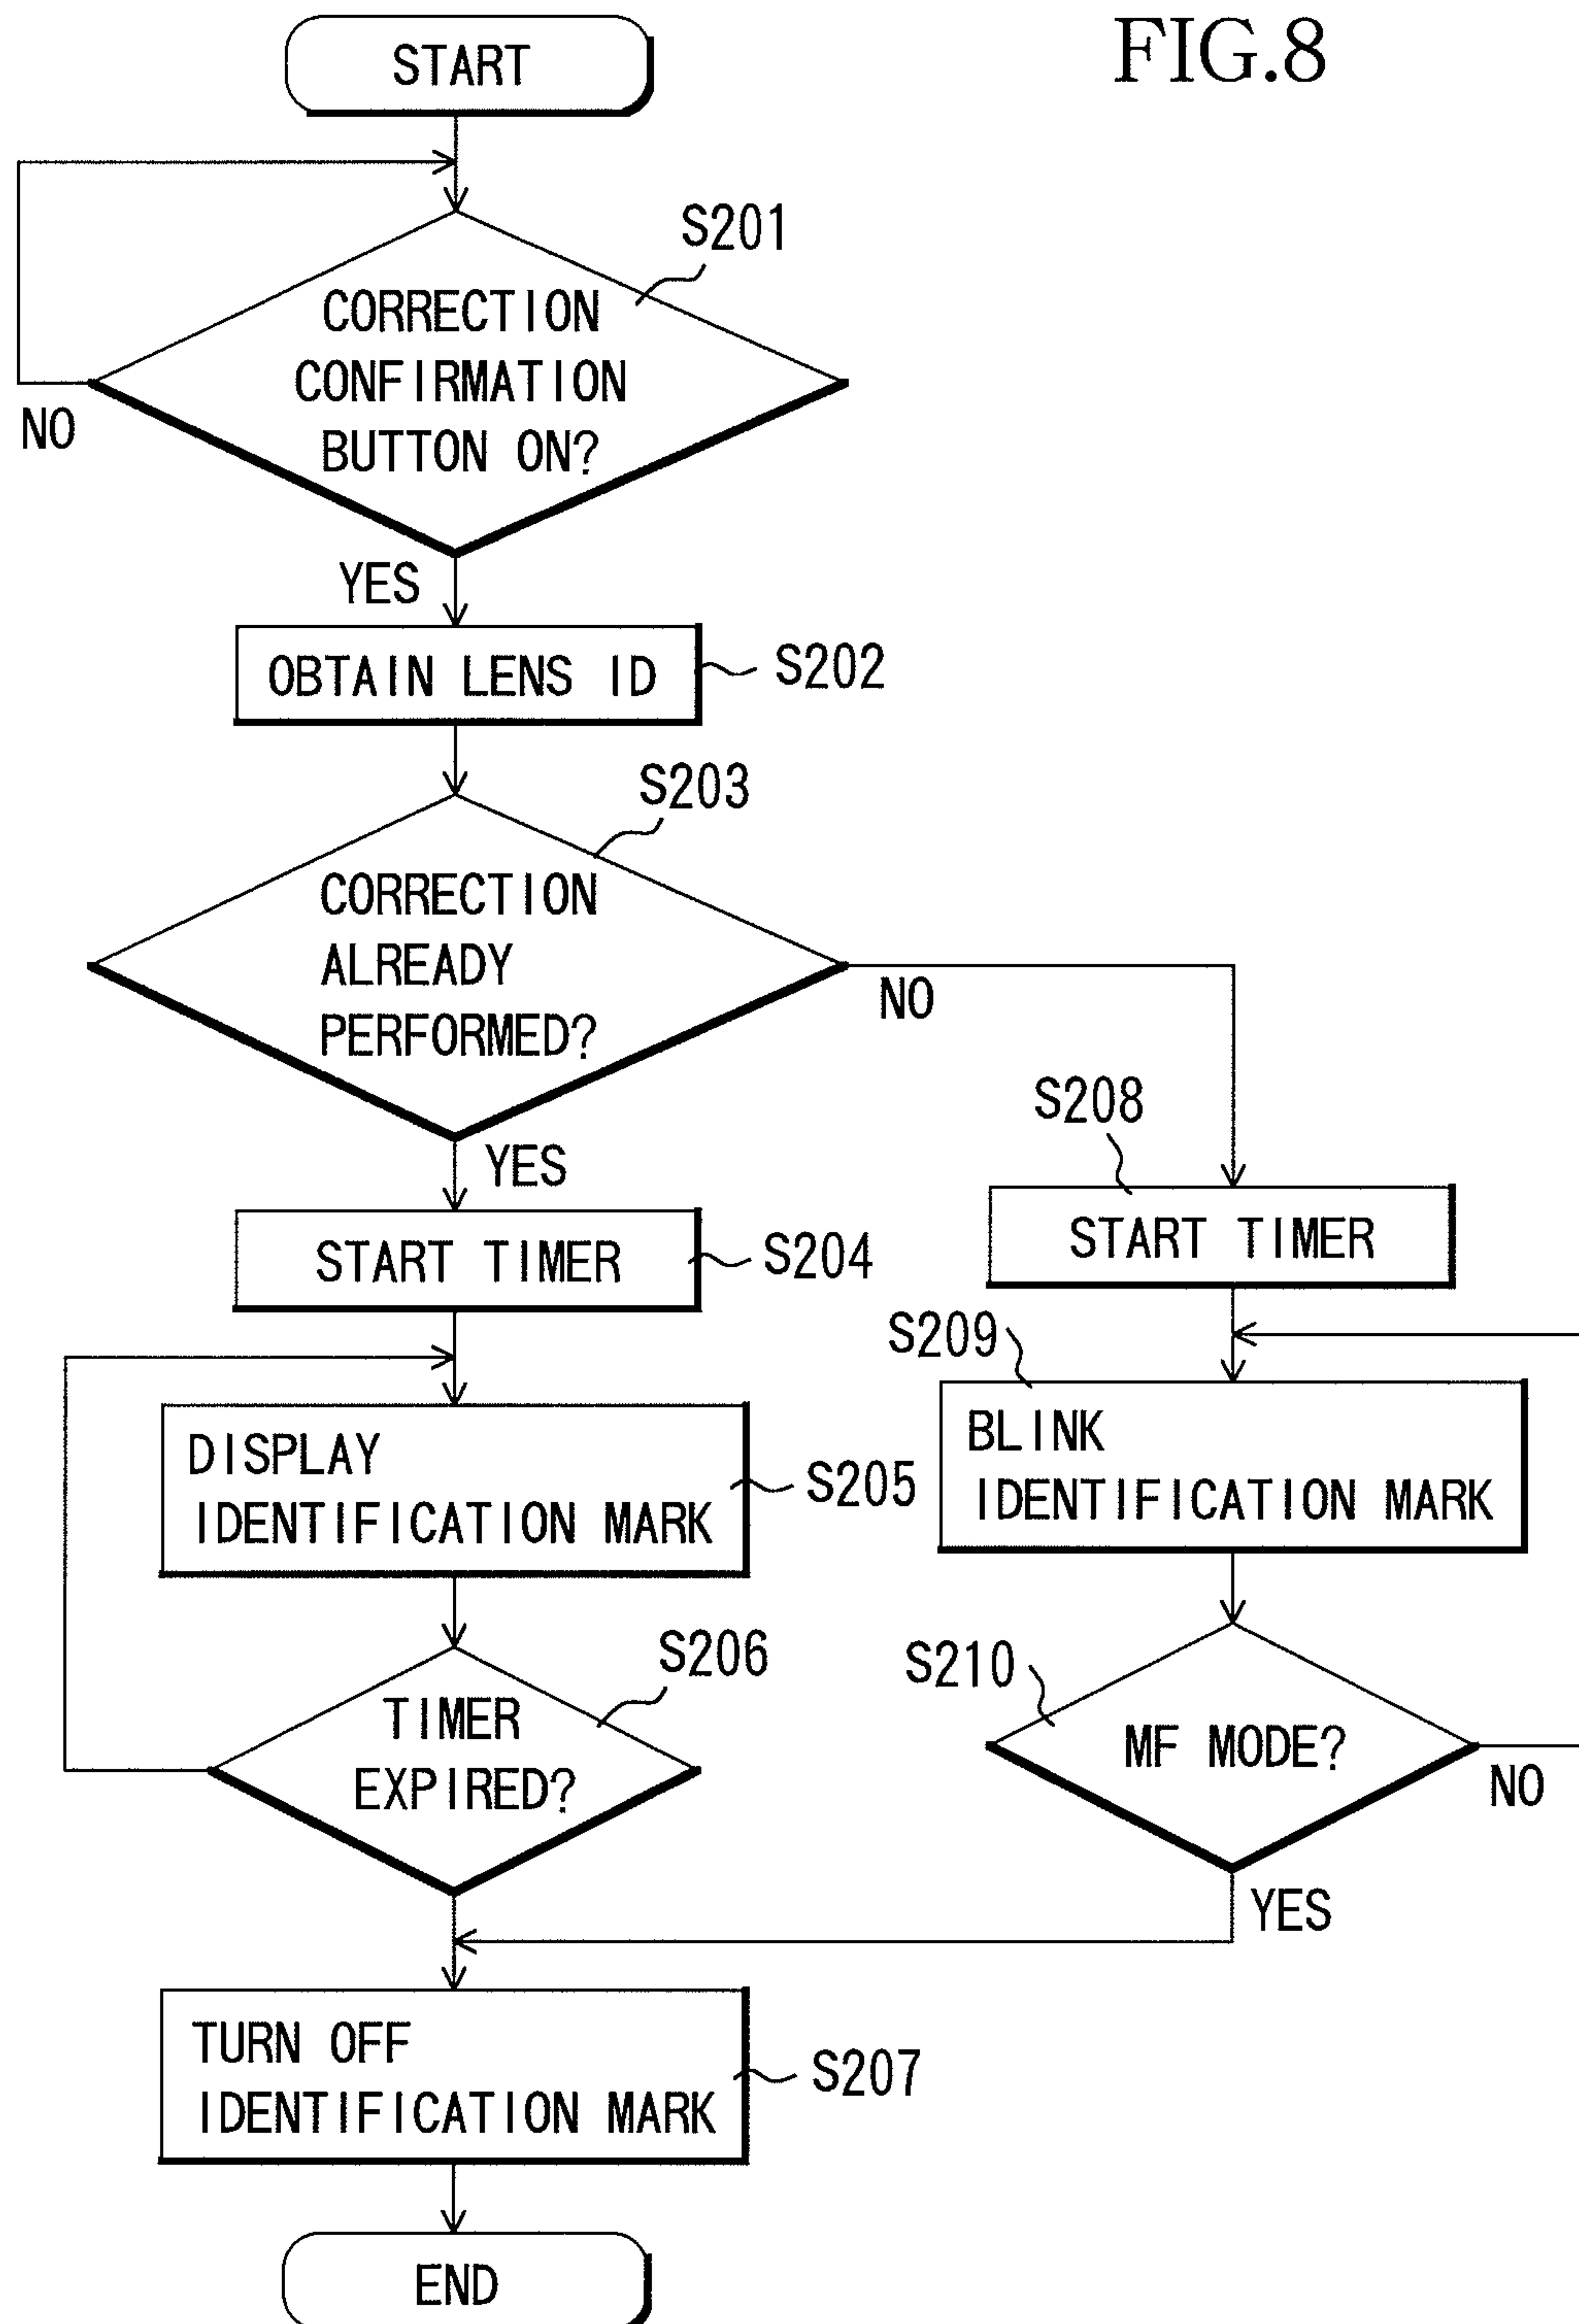 FIG.8
START
S201
CORRECTION
CONFIRMATION
BUTTON ON?
NO
YES
OBTAIN LENS ID
S202
S203
CORRECTION
ALREADY
PERFORMED?
NO
YES
S208
START TIMER
S204
START TIMER
S209
DISPLAY
IDENTIFICATION MARK
S205
BLINK
IDENTIFICATION MARK
S206
TIMER
EXPIRED?
S210
MF MODE?
NO
YES
TURN OFF
IDENTIFICATION MARK
S207
END